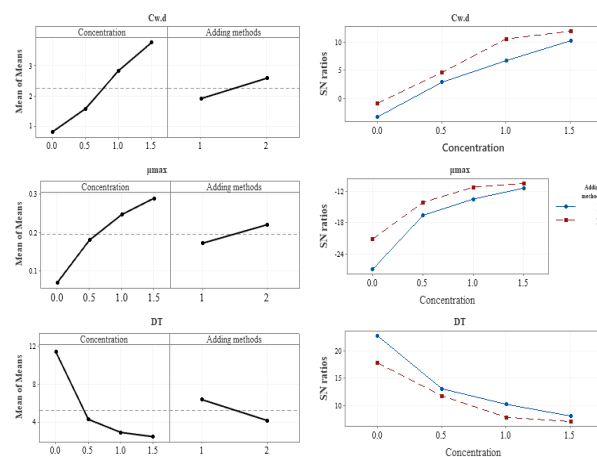 Cw.d
Concentration Adding methods
Mean of Means
3
2
1
0.0 0.5 1.0 1.5 1 2
Cw.d
SN ratios
10
5
0
0.0 0.5 1.0 1.5
Concentration
μmax
Concentration Adding methods
Mean of Means
0.3
0.2
0.1
0.0 0.5 1.0 1.5 1 2
μmax
SN ratios
-12
-18
-24
0.0 0.5 1.0 1.5
Concentration
DT
Concentration Adding methods
Mean of Means
12
8
4
0.0 0.5 1.0 1.5 1 2
DT
SN ratios
20
15
10
0.0 0.5 1.0 1.5
Concentration